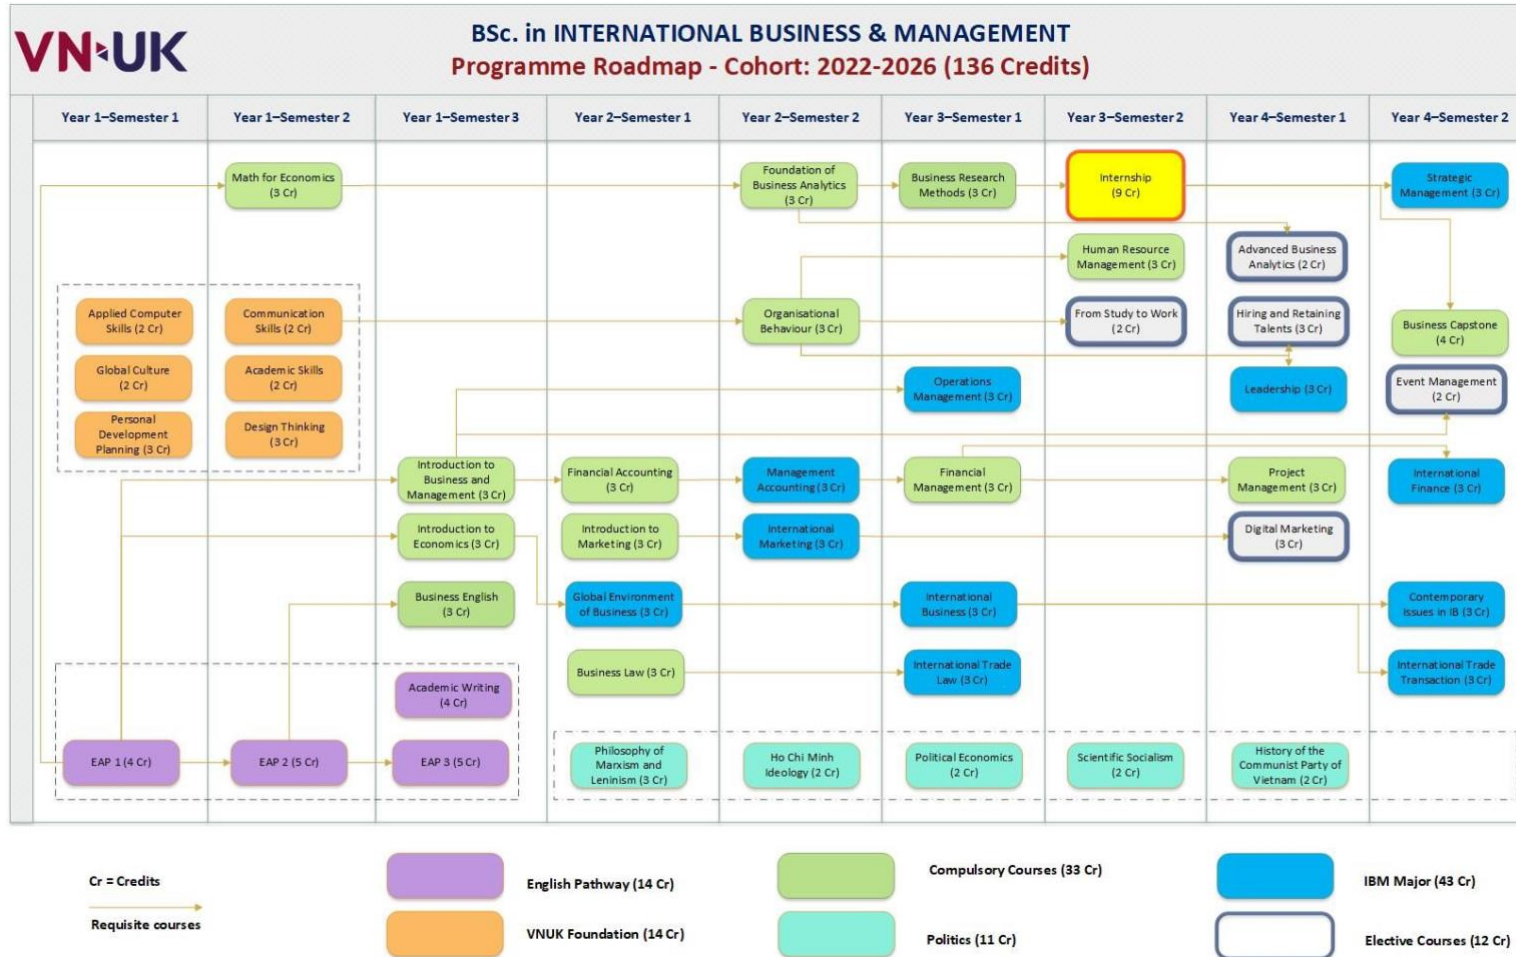 VN·UK
BSc. in INTERNATIONAL BUSINESS & MANAGEMENT
Programme Roadmap - Cohort: 2022-2026 (136 Credits)
Year 1–Semester 1
Year 1–Semester 2
Year 1–Semester 3
Year 2–Semester 1
Year 2–Semester 2
Year 3–Semester 1
Year 3–Semester 2
Year 4–Semester 1
Year 4–Semester 2
Math for Economics
(3 Cr)
Foundation of
Business Analytics
(3 Cr)
Business Research
Methods (3 Cr)
Internship
(9 Cr)
Strategic
Management (3 Cr)
Human Resource
Management (3 Cr)
Advanced Business
Analytics (2 Cr)
Applied Computer
Skills (2 Cr)
Communication
Skills (2 Cr)
Organisational
Behaviour (3 Cr)
From Study to Work
(2 Cr)
Hiring and Retaining
Talents (3 Cr)
Business Capstone
(4 Cr)
Global Culture
(2 Cr)
Academic Skills
(2 Cr)
Operations
Management (3 Cr)
Leadership (3 Cr)
Event Management
(2 Cr)
Personal
Development
Planning (3 Cr)
Design Thinking
(3 Cr)
Introduction to
Business and
Management (3 Cr)
Financial Accounting
(3 Cr)
Management
Accounting (3 Cr)
Financial
Management (3 Cr)
Project
Management (3 Cr)
International
Finance (3 Cr)
Introduction to
Economics (3 Cr)
Introduction to
Marketing (3 Cr)
International
Marketing (3 Cr)
Digital Marketing
(3 Cr)
Business English
(3 Cr)
Global Environment
of Business (3 Cr)
International
Business (3 Cr)
Contemporary
Issues in IB (3 Cr)
Academic Writing
(4 Cr)
Business Law (3 Cr)
International Trade
Law (3 Cr)
International Trade
Transaction (3 Cr)
EAP 1 (4 Cr)
EAP 2 (5 Cr)
EAP 3 (5 Cr)
Philosophy of
Marxism and
Leninism (3 Cr)
Ho Chi Minh
Ideology (2 Cr)
Political Economics
(2 Cr)
Scientific Socialism
(2 Cr)
History of the
Communist Party of
Vietnam (2 Cr)
Cr = Credits
Requisite courses
English Pathway (14 Cr)
VNUK Foundation (14 Cr)
Compulsory Courses (33 Cr)
Politics (11 Cr)
IBM Major (43 Cr)
Elective Courses (12 Cr)